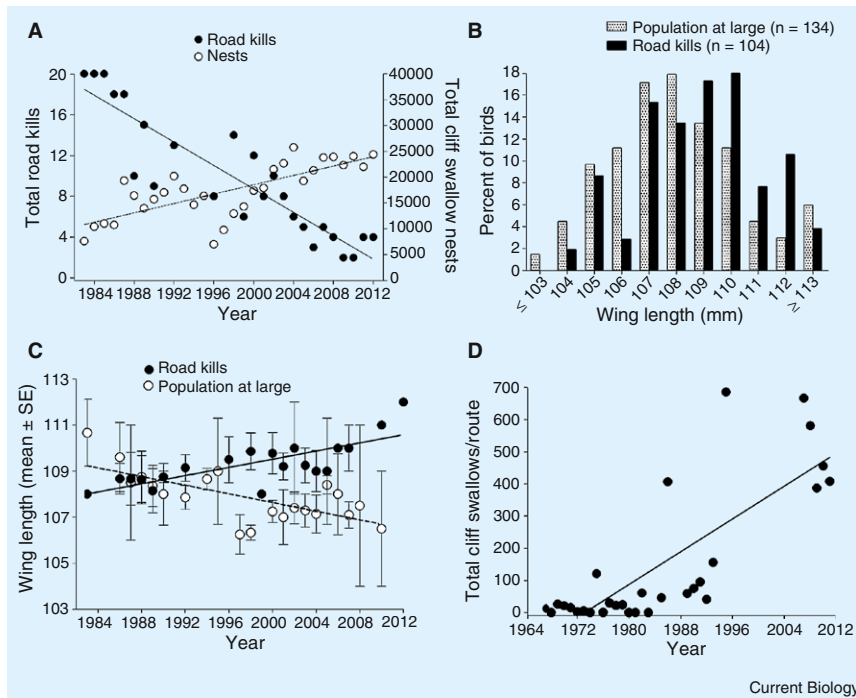 A
Road kills
Nests
20
16
12
8
4
0
Total road kills
40000
35000
30000
25000
20000
15000
10000
5000
0
Total cliff swallow nests
1984 1988 1992 1996 2000 2004 2008 2012
Year
B
Population at large (n = 134)
Road kills (n = 104)
18
16
14
12
10
8
6
4
2
0
Percent of birds
≤ 103 104 105 106 107 108 109 110 111 112 ≥ 113
Wing length (mm)
C
Road kills
Population at large
113
111
109
107
105
103
Wing length (mean ± SE)
1984 1988 1992 1996 2000 2004 2008 2012
Year
D
700
600
500
400
300
200
100
0
Total cliff swallows/route
1964 1972 1980 1988 1996 2004 2012
Year
Current Biology